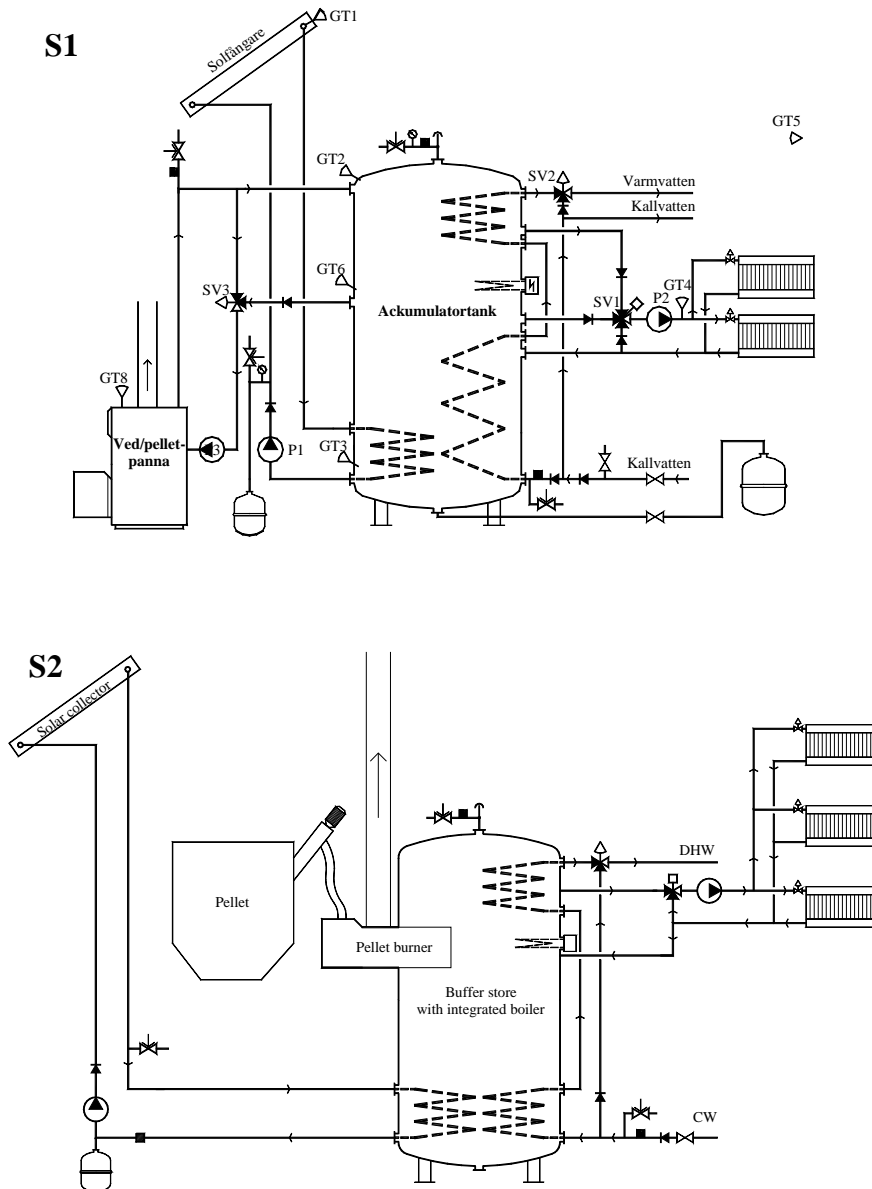 S1
GT1
Solfångare
GT5
GT2
SV2
Varmvatten
Kallvatten
GT6
SV3
Ackumulatortank
SV1
P2
GT4
GT8
Ved/pellet-
panna
3
P1
GT3
Kallvatten
S2
Solar collector
Pellet
Pellet burner
DHW
Buffer store
with integrated boiler
CW